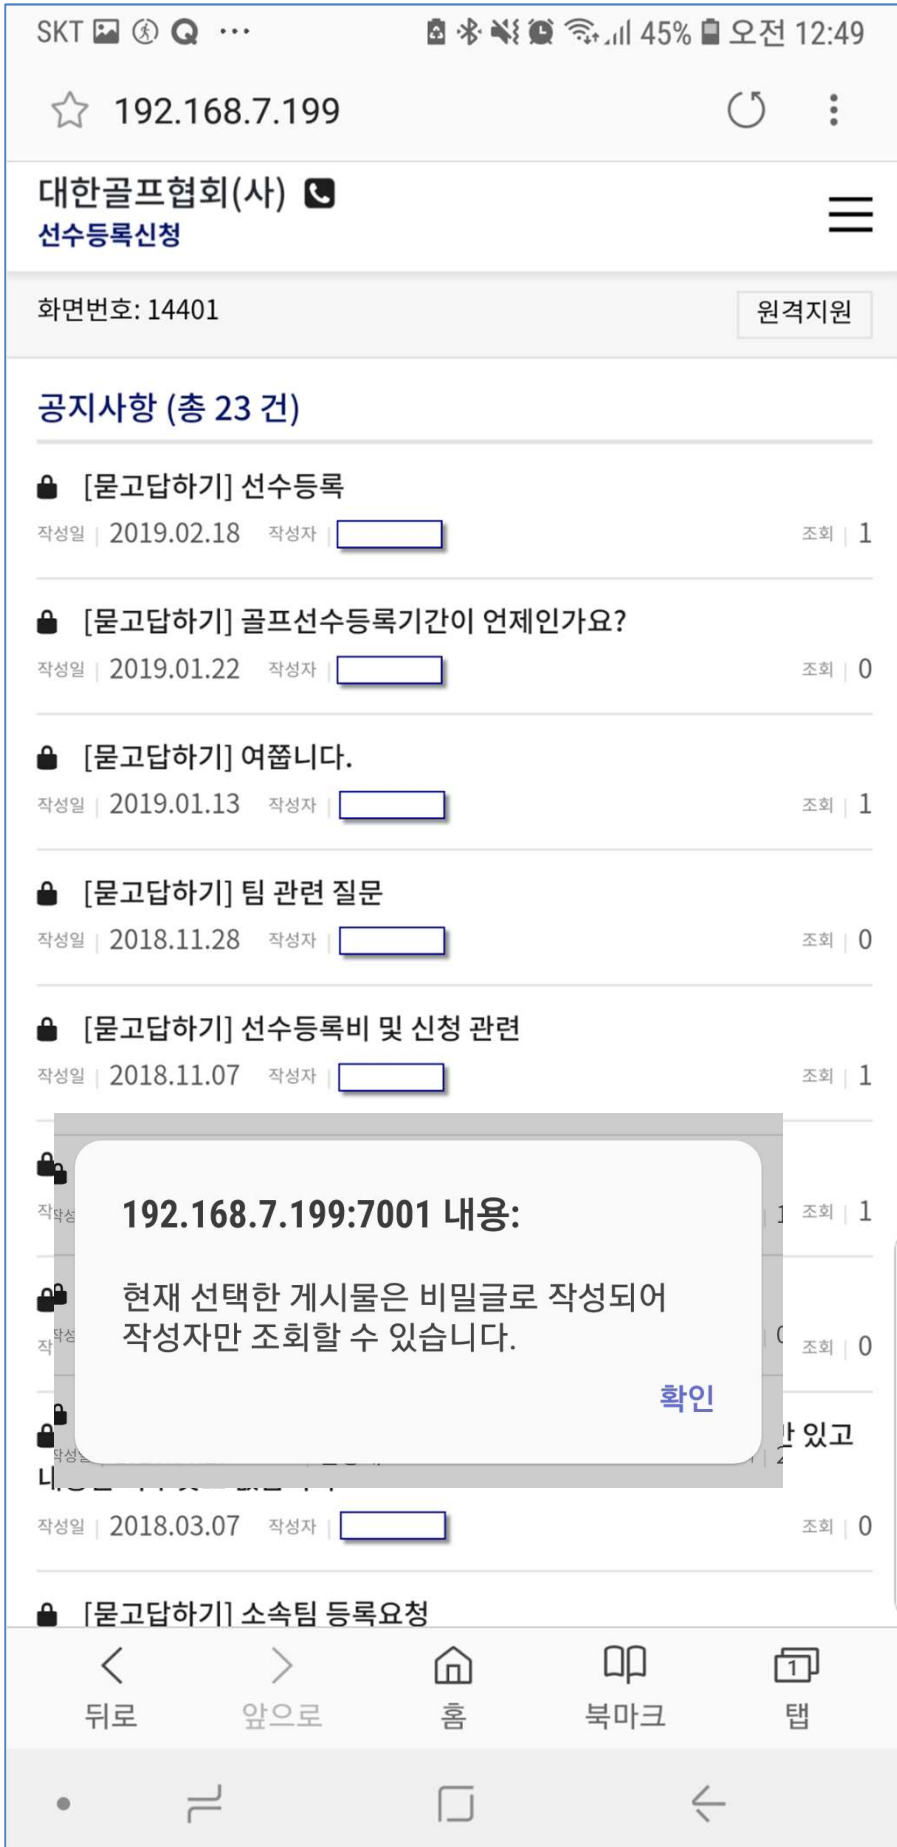 SKT 45% 오전 12:49
192.168.7.199
대한골프협회(사)
선수등록신청
화면번호: 14401 원격지원
공지사항 (총 23 건)
[묻고답하기] 선수등록
작성일 | 2019.02.18 작성자 | 조회 | 1
[묻고답하기] 골프선수등록기간이 언제인가요?
작성일 | 2019.01.22 작성자 | 조회 | 0
[묻고답하기] 여쭙니다.
작성일 | 2019.01.13 작성자 | 조회 | 1
[묻고답하기] 팀 관련 질문
작성일 | 2018.11.28 작성자 | 조회 | 0
[묻고답하기] 선수등록비 및 신청 관련
작성일 | 2018.11.07 작성자 | 조회 | 1
192.168.7.199:7001 내용:
조회 | 1
현재 선택한 게시물은 비밀글로 작성되어
작성자만 조회할 수 있습니다.
조회 | 0
확인
있고
작성일 | 2018.03.07 작성자 | 조회 | 0
[묻고답하기] 소속팀 등록요청
뒤로 앞으로 홈 북마크 1 탭